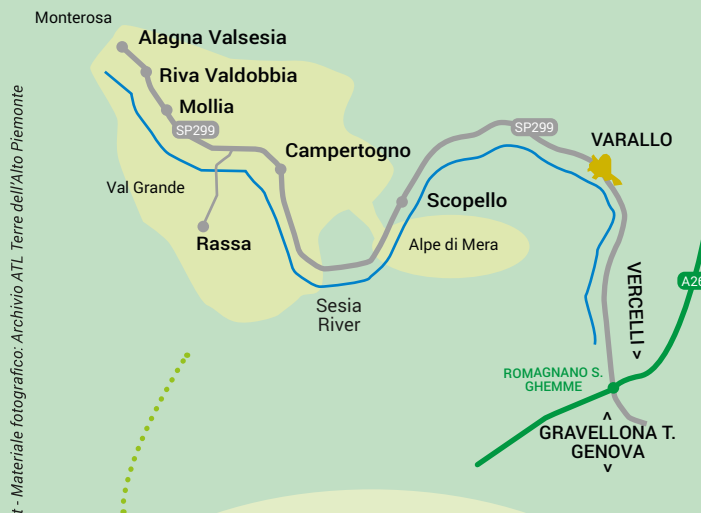 Monterosa
Alagna Valsesia
Riva Valdobbia
Mollia
SP299
Campertogno
Val Grande
Rassa
SP299
VARALLO
Scopello
Alpe di Mera
Sesia
River
VERCELLI >
A26
ROMAGNANO S.
GHEMME
<
GRAVELLONA T.
GENOVA
>
t - Materiale fotografico: Archivio ATL Terre dell'Alto Piemonte